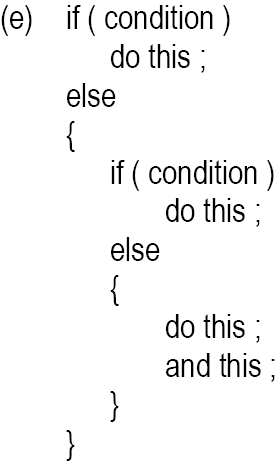 (e) if ( condition )
do this ;
else
{
if ( condition )
do this ;
else
{
do this ;
and this ;
}
}